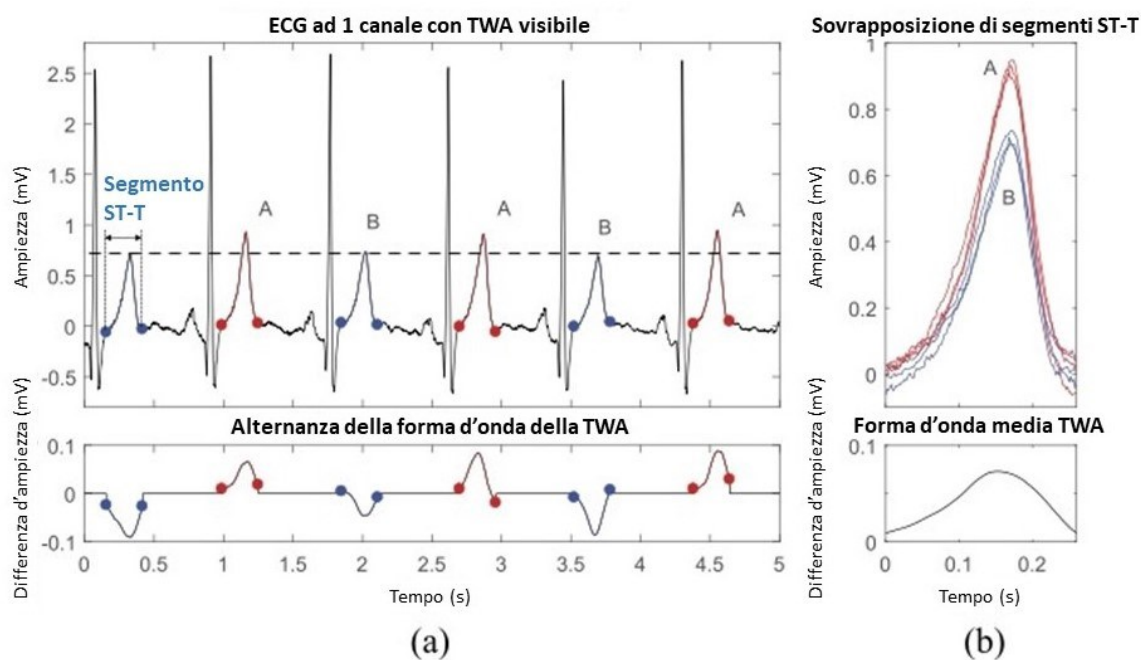 ECG ad 1 canale con TWA visibile
Ampiezza (mV)
2.5
2
1.5
1
0.5
0
-0.5
Segmento
ST-T
A
B
A
B
A
Alternanza della forma d'onda della TWA
Differenza d'ampiezza (mV)
0.1
0
-0.1
0 0.5 1 1.5 2 2.5 3 3.5 4 4.5 5
Tempo (s)
(a)
Sovrapposizione di segmenti ST-T
Ampiezza (mV)
1
0.8
0.6
0.4
0.2
0
A
B
Forma d'onda media TWA
Differenza d'ampiezza (mV)
0.1
0
0 0.2
Tempo (s)
(b)